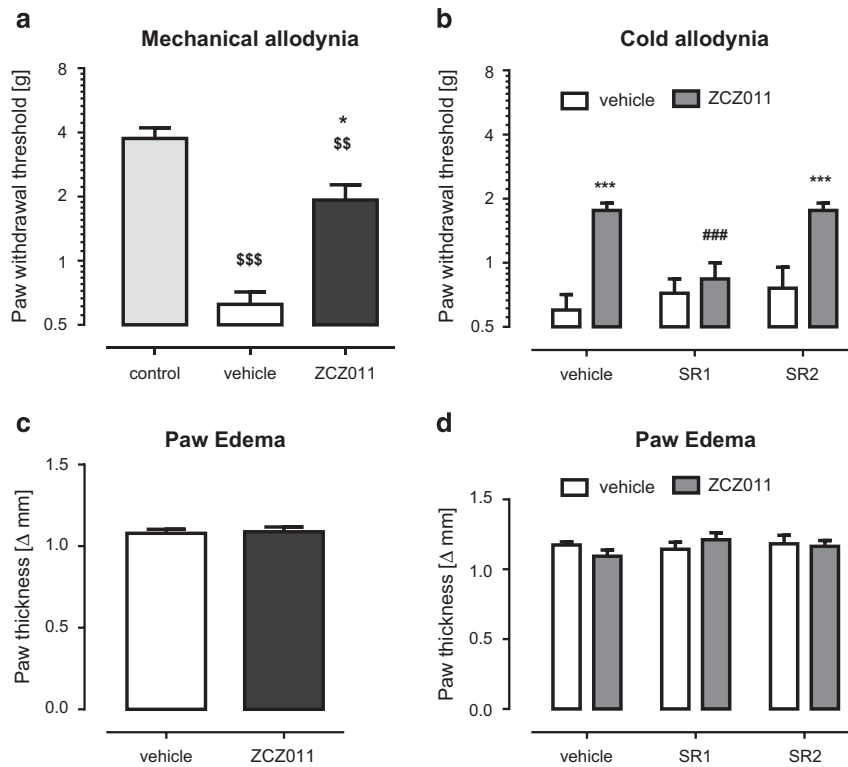 a
Mechanical allodynia
Paw withdrawal threshold [g]
8
4
2
1
0.5
$$$
*
$$
control
vehicle
ZCZ011
b
Cold allodynia
Paw withdrawal threshold [g]
8
4
2
1
0.5
vehicle
ZCZ011
***
###
***
vehicle
SR1
SR2
c
Paw Edema
Paw thickness [Δ mm]
1.5
1.0
0.5
0.0
vehicle
ZCZ011
d
Paw Edema
Paw thickness [Δ mm]
1.5
1.0
0.5
0.0
vehicle
ZCZ011
vehicle
SR1
SR2